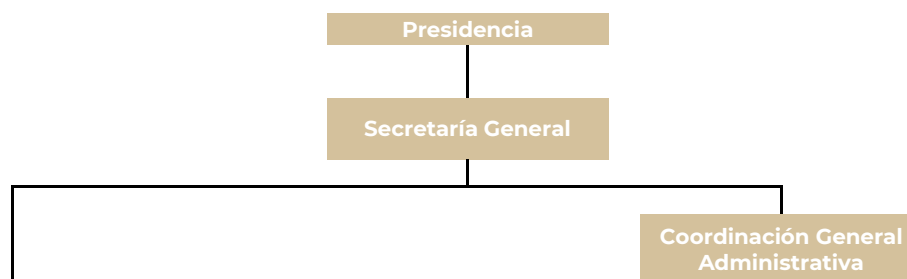 Presidencia
Secretaría General
Coordinación General
Administrativa